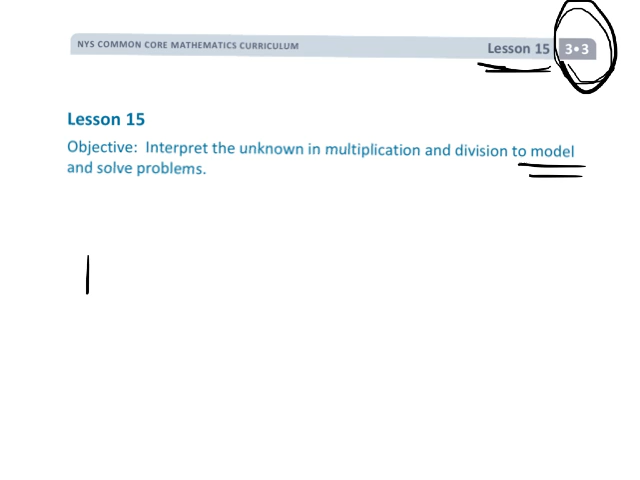 NYS COMMON CORE MATHEMATICS CURRICULUM
Lesson 15 3•3
Lesson 15
Objective: Interpret the unknown in multiplication and division to model
and solve problems.